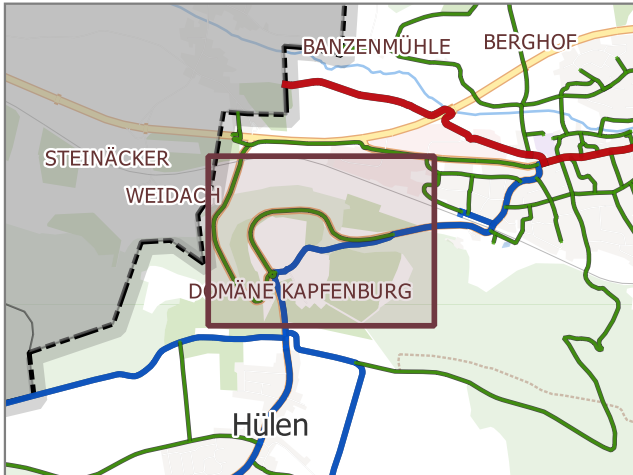 BANZENMÜHLE
BERGHOF
STEINÄCKER
WEIDACH
DOMÄNE KAPFENBURG
Hülen